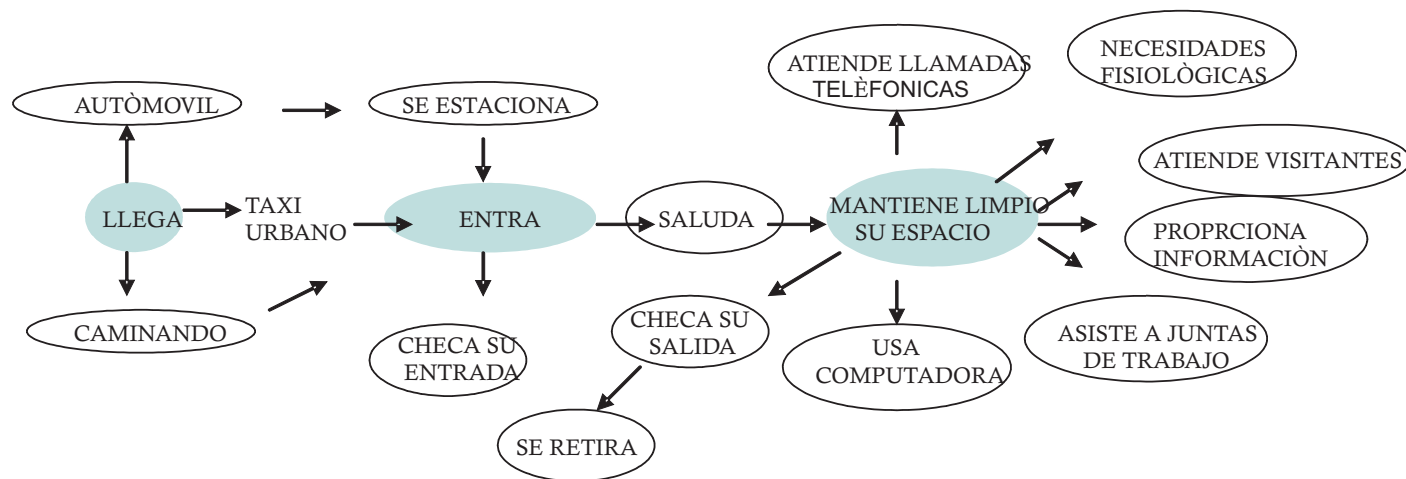 AUTÒMOVIL
SE ESTACIONA
ATIENDE LLAMADAS
TELÈFONICAS
NECESIDADES
FISIOLÒGICAS
LLEGA
TAXI
URBANO
ENTRA
SALUDA
MANTIENE LIMPIO
SU ESPACIO
ATIENDE VISITANTES
PROPRCIONA
INFORMACIÒN
CAMINANDO
CHECA SU
ENTRADA
CHECA SU
SALIDA
USA
COMPUTADORA
ASISTE A JUNTAS
DE TRABAJO
SE RETIRA